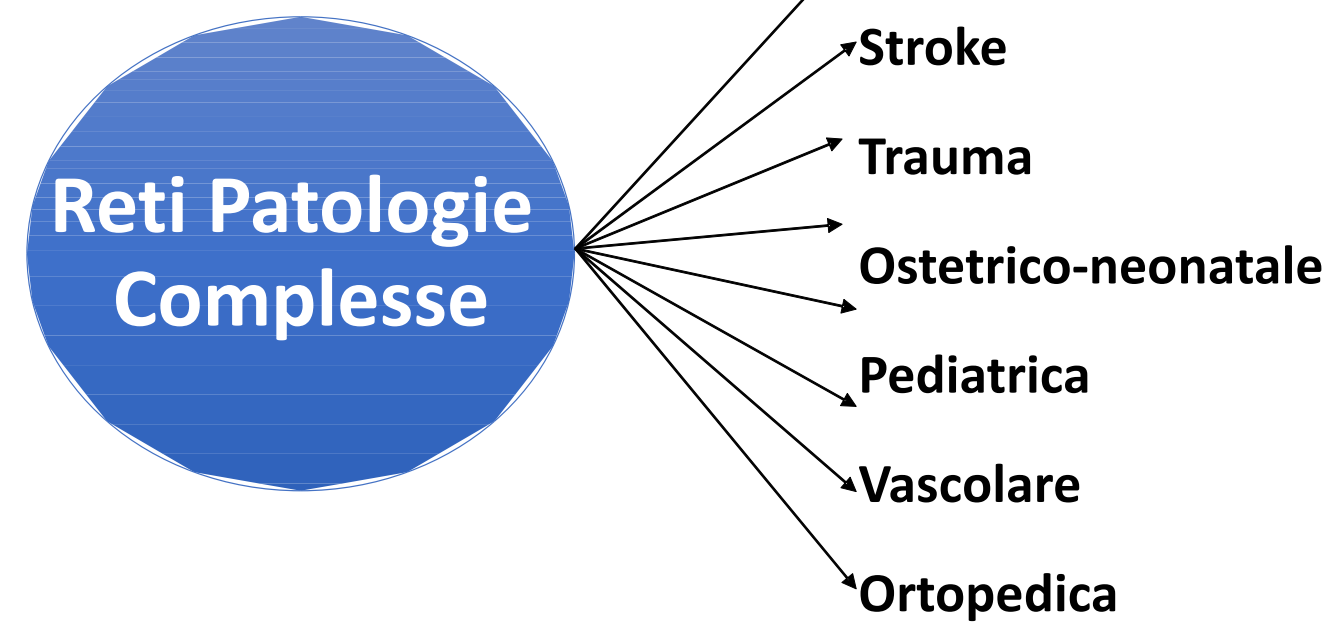 Reti Patologie
Complesse
Stroke
Trauma
Ostetrico-neonatale
Pediatrica
Vascolare
Ortopedica